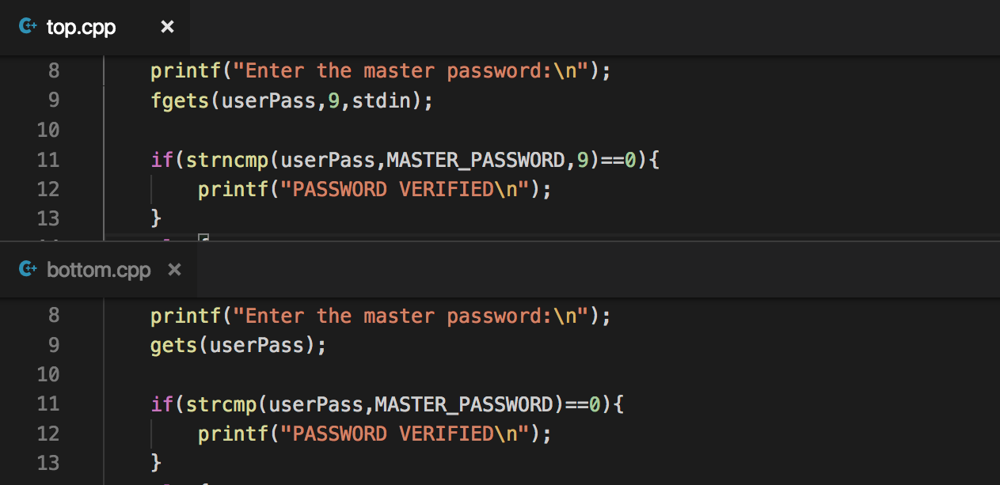 top.cpp ×
8 printf("Enter the master password:\n");
9 fgets(userPass,9,stdin);
10
11 if(strncmp(userPass,MASTER_PASSWORD,9)==0){
12 printf("PASSWORD VERIFIED\n");
13 }
bottom.cpp ×
8 printf("Enter the master password:\n");
9 gets(userPass);
10
11 if(strcmp(userPass,MASTER_PASSWORD)==0){
12 printf("PASSWORD VERIFIED\n");
13 }